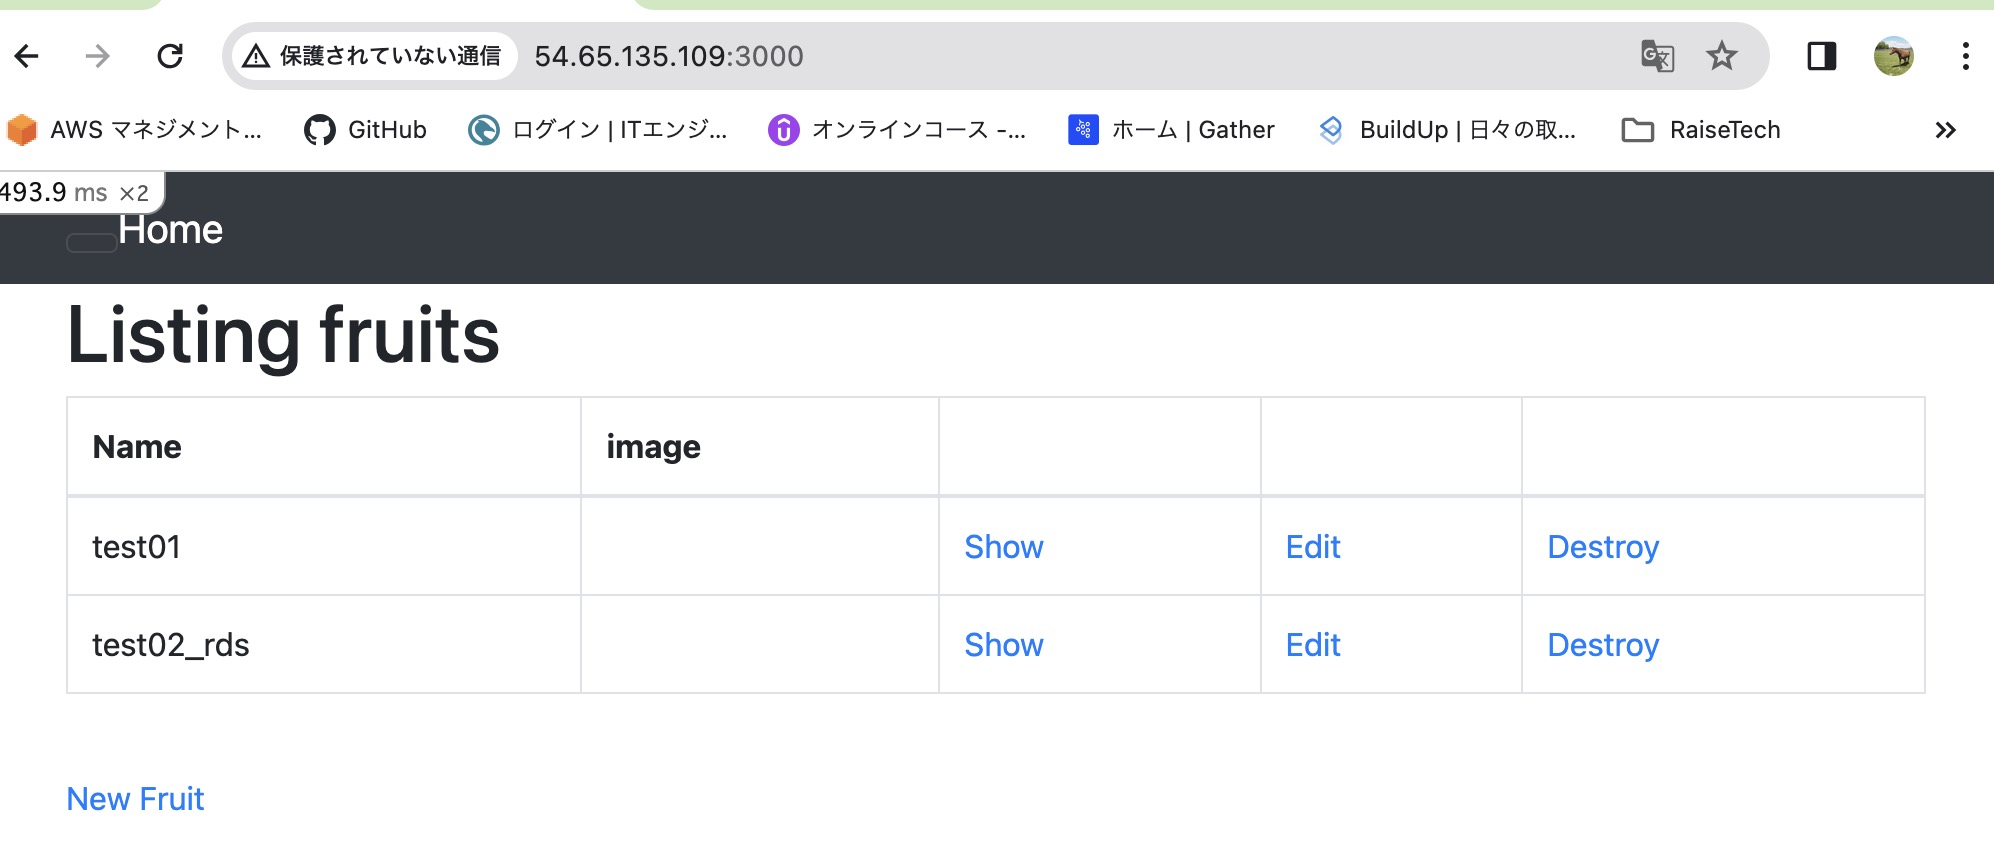 保護されていない通信 54.65.135.109:3000
AWS マネジメント... GitHub ログイン | ITエンジ... オンラインコース -... ホーム | Gather BuildUp | 日々の取... RaiseTech
493.9 ms ×2
Home
Listing fruits
Name image
test01 Show Edit Destroy
test02_rds Show Edit Destroy
New Fruit